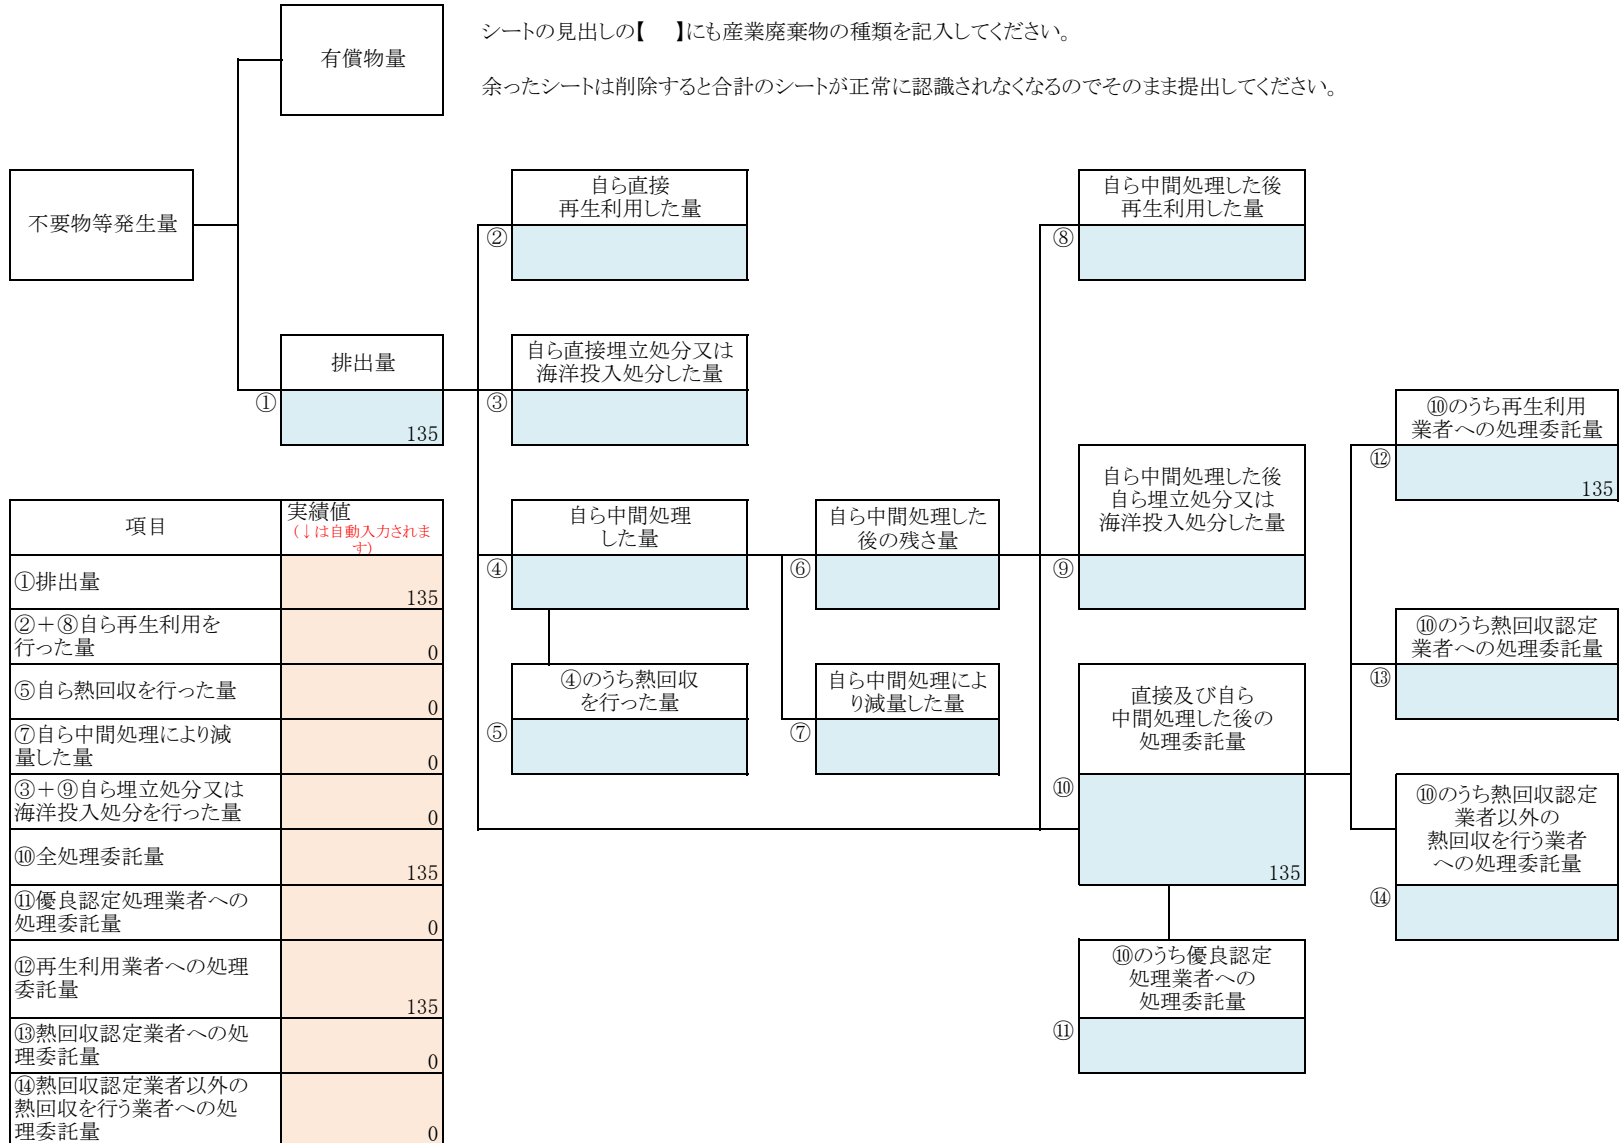 有償物量
シートの見出しの【　】にも産業廃棄物の種類を記入してください。
余ったシートは削除すると合計のシートが正常に認識されなくなるのでそのまま提出してください。
不要物等発生量
自ら直接
再生利用した量
②
自ら中間処理した後
再生利用した量
⑧
排出量
①
135
自ら直接埋立処分又は
海洋投入処分した量
③
⑩のうち再生利用
業者への処理委託量
⑫
135
自ら中間処理
した量
④
自ら中間処理した
後の残さ量
⑥
自ら中間処理した後
自ら埋立処分又は
海洋投入処分した量
⑨
④のうち熱回収
を行った量
⑤
自ら中間処理によ
り減量した量
⑦
直接及び自ら
中間処理した後の
処理委託量
⑩
135
⑩のうち熱回収認定
業者への処理委託量
⑬
⑩のうち熱回収認定
業者以外の
熱回収を行う業者
への処理委託量
⑭
⑩のうち優良認定
処理業者への
処理委託量
⑪
項目
実績値
(↓は自動入力されま
す)
①排出量
135
②＋⑧自ら再生利用を
行った量
0
⑤自ら熱回収を行った量
0
⑦自ら中間処理により減
量した量
0
③＋⑨自ら埋立処分又は
海洋投入処分を行った量
0
⑩全処理委託量
135
⑪優良認定処理業者への
処理委託量
0
⑫再生利用業者への処理
委託量
135
⑬熱回収認定業者への処
理委託量
0
⑭熱回収認定業者以外の
熱回収を行う業者への処
理委託量
0